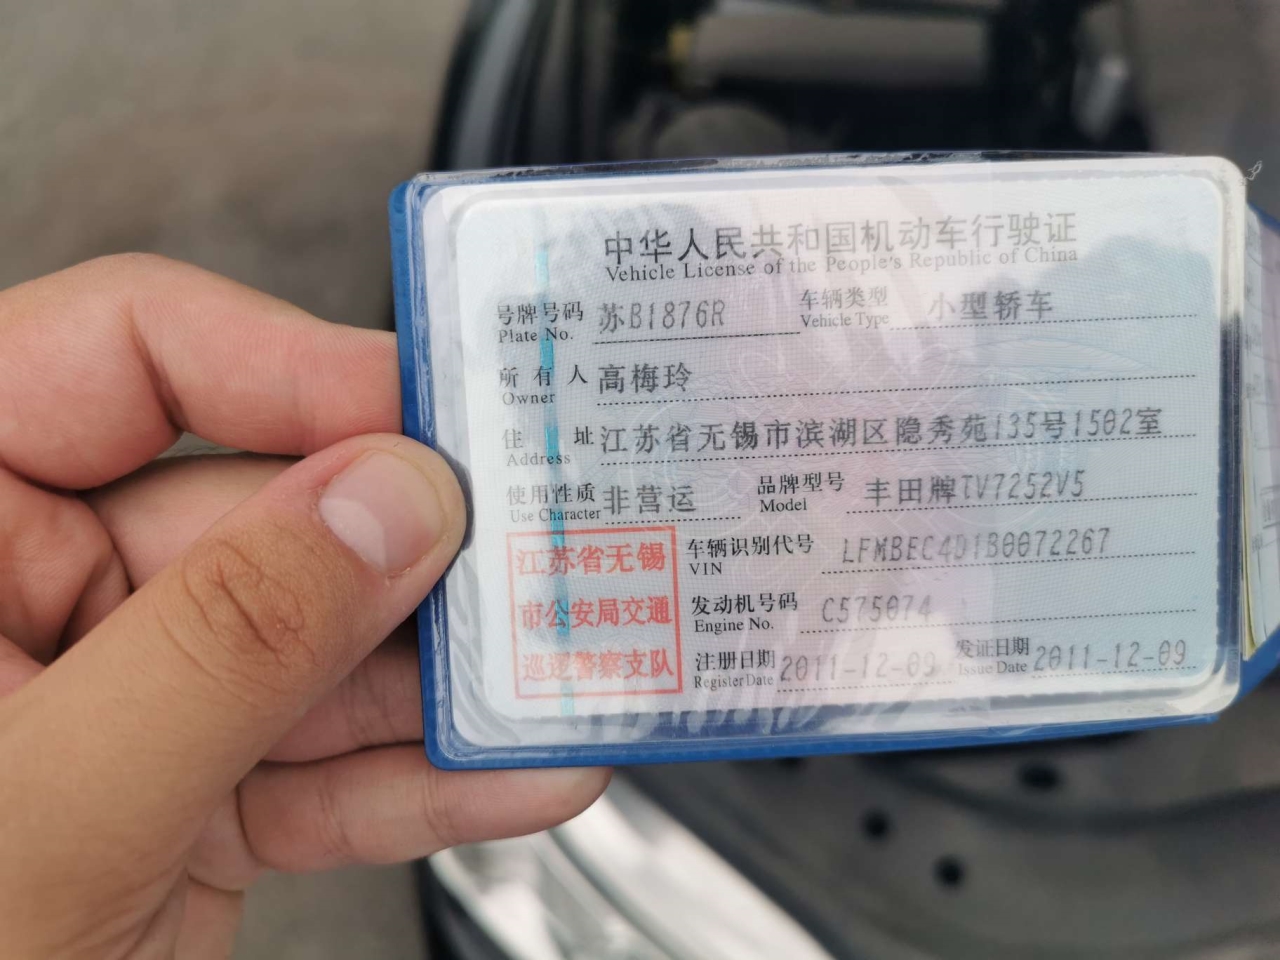 中华人民共和国机动车行驶证
Vehicle License of the People's Republic of China
号牌号码 苏B1876R 车辆类型 小型轿车
Plate No. Vehicle Type
所有人 高梅玲
Owner
住址 江苏省无锡市滨湖区隐秀苑135号1502室
Address
使用性质 非营运 品牌型号 丰田牌TV7252V5
Use Character Model
江苏省无锡
市公安局交通
巡逻警察支队
车辆识别代号 LFMBEC4D1B0072267
VIN
发动机号码 C575074
Engine No.
注册日期 2011-12-09 发证日期 2011-12-09
Register Date Issue Date